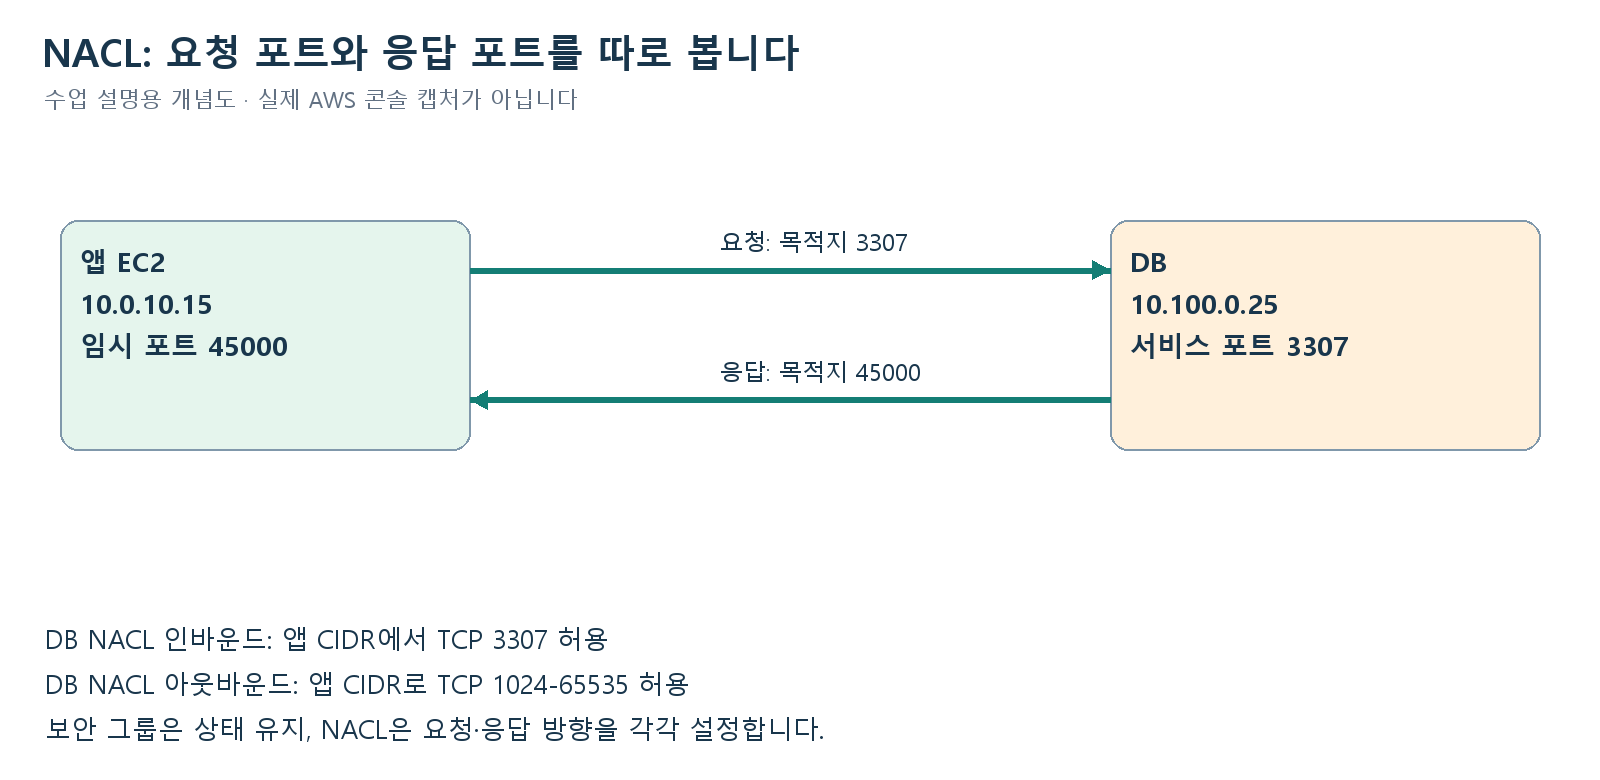 NACL: 요청 포트와 응답 포트를 따로 봅니다
수업 설명용 개념도 · 실제 AWS 콘솔 캡처가 아닙니다
앱 EC2
10.0.10.15
임시 포트 45000
요청: 목적지 3307
응답: 목적지 45000
DB
10.100.0.25
서비스 포트 3307
DB NACL 인바운드: 앱 CIDR에서 TCP 3307 허용
DB NACL 아웃바운드: 앱 CIDR로 TCP 1024-65535 허용
보안 그룹은 상태 유지, NACL은 요청·응답 방향을 각각 설정합니다.